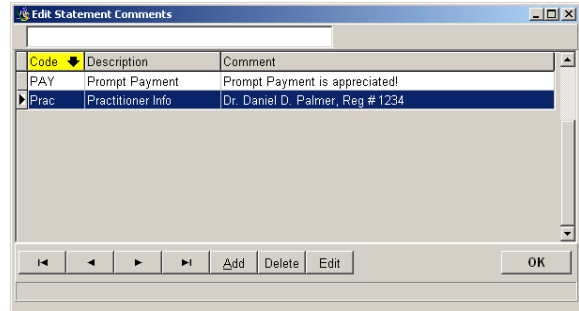 Edit Statement Comments
Code Description Comment
PAY Prompt Payment Prompt Payment is appreciated!
Prac Practitioner Info Dr. Daniel D. Palmer, Reg # 1234
Add Delete Edit OK